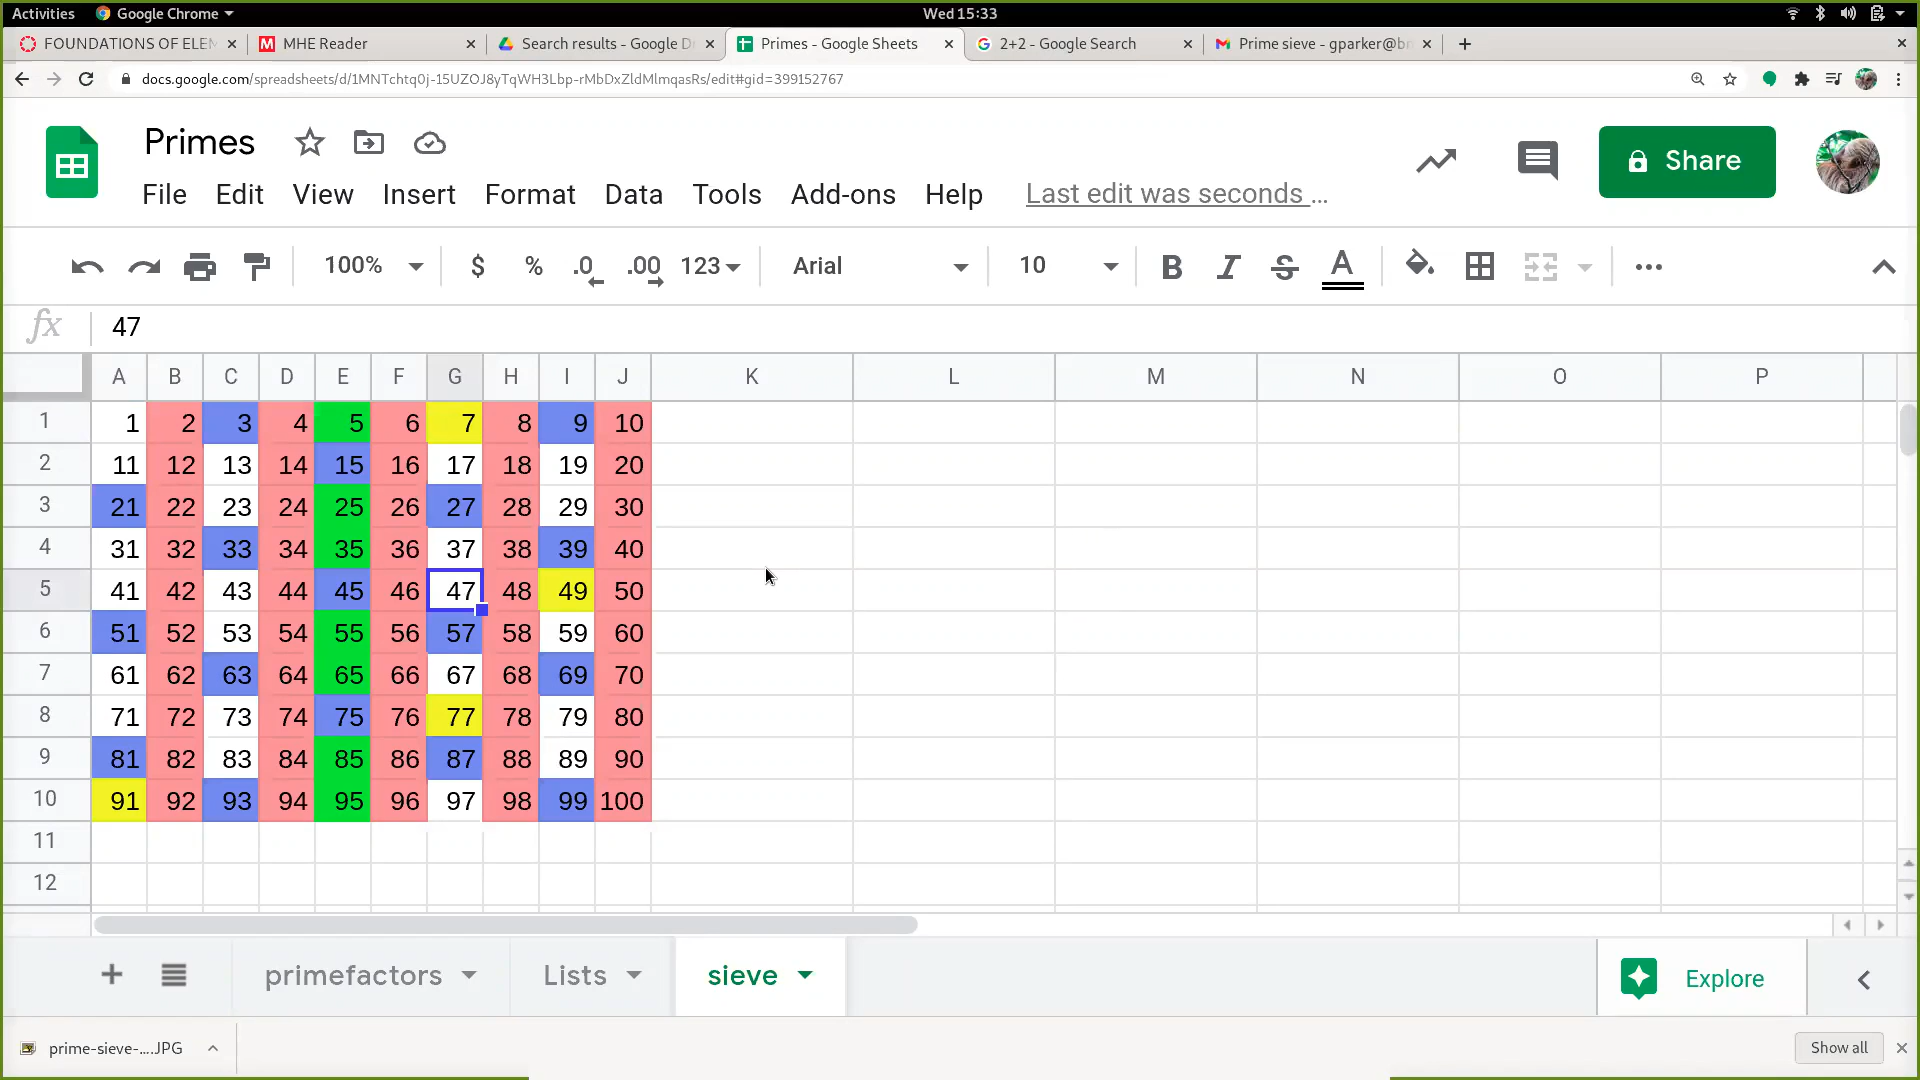 Activities Google Chrome Wed 15:33
FOUNDATIONS OF ELEM MHE Reader Search results - Google Dr Primes - Google Sheets 2+2 - Google Search Prime sieve - gparker@br
docs.google.com/spreadsheets/d/1MNTchtq0j-15UZOJ8yTqWH3Lbp-rMbDxZldMlmqasRs/edit#gid=399152767
Primes
Share
File Edit View Insert Format Data Tools Add-ons Help Last edit was seconds ...
100% $ % .0 .00 123 Arial 10 B I S A
fx 47
A B C D E F G H I J K L M N O P
1 1 2 3 4 5 6 7 8 9 10
2 11 12 13 14 15 16 17 18 19 20
3 21 22 23 24 25 26 27 28 29 30
4 31 32 33 34 35 36 37 38 39 40
5 41 42 43 44 45 46 47 48 49 50
6 51 52 53 54 55 56 57 58 59 60
7 61 62 63 64 65 66 67 68 69 70
8 71 72 73 74 75 76 77 78 79 80
9 81 82 83 84 85 86 87 88 89 90
10 91 92 93 94 95 96 97 98 99 100
11
12
primefactors Lists sieve Explore
prime-sieve-....JPG Show all